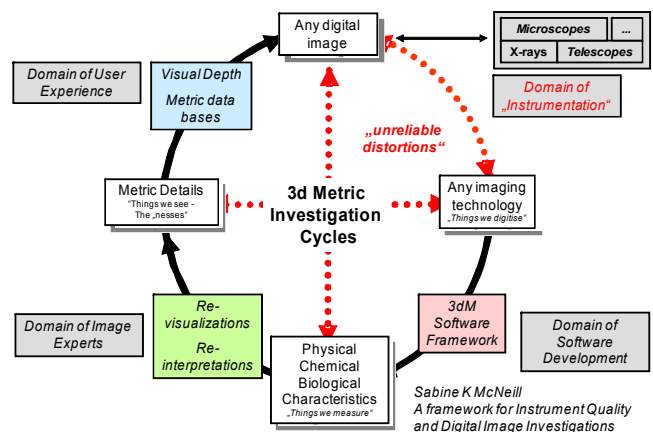 Any digital
image
Microscopes
...
X-rays
Telescopes
Domain of
„Instrumentation“
Domain of User
Experience
Visual Depth
Metric data
bases
„unreliable
distortions“
Metric Details
"Things we see -
The „nesses"
3d Metric
Investigation
Cycles
Any imaging
technology
„Things we digitise"
Domain of Image
Experts
Re-
visualizations
Re-
interpretations
Physical
Chemical
Biological
Characteristics
„Things we measure"
3dM
Software
Framework
Domain of
Software
Development
Sabine K McNeill
A framework for Instrument Quality
and Digital Image Investigations